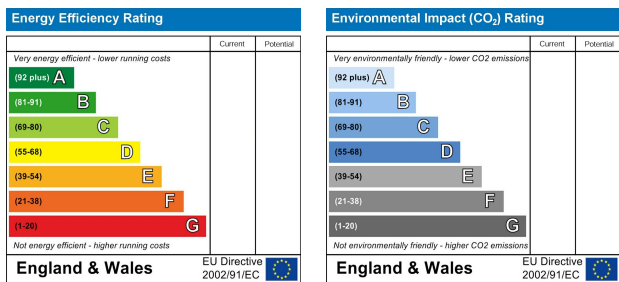 Energy Efficiency Rating
Current Potential
Very energy efficient - lower running costs
(92 plus) A
(81-91) B
(69-80) C
(55-68) D
(39-54) E
(21-38) F
(1-20) G
Not energy efficient - higher running costs
England & Wales
EU Directive
2002/91/EC
Environmental Impact (CO₂) Rating
Current Potential
Very environmentally friendly - lower CO2 emissions
(92 plus) A
(81-91) B
(69-80) C
(55-68) D
(39-54) E
(21-38) F
(1-20) G
Not environmentally friendly - higher CO2 emissions
England & Wales
EU Directive
2002/91/EC